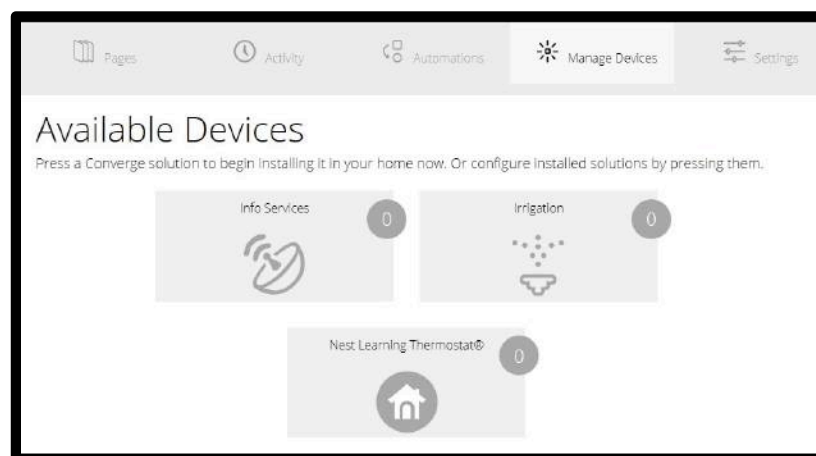 Pages
Activity
Automations
Manage Devices
Settings
Available Devices
Press a Converge solution to begin installing it in your home now. Or configure installed solutions by pressing them.
Info Services
0
Irrigation
0
Nest Learning Thermostat®
0